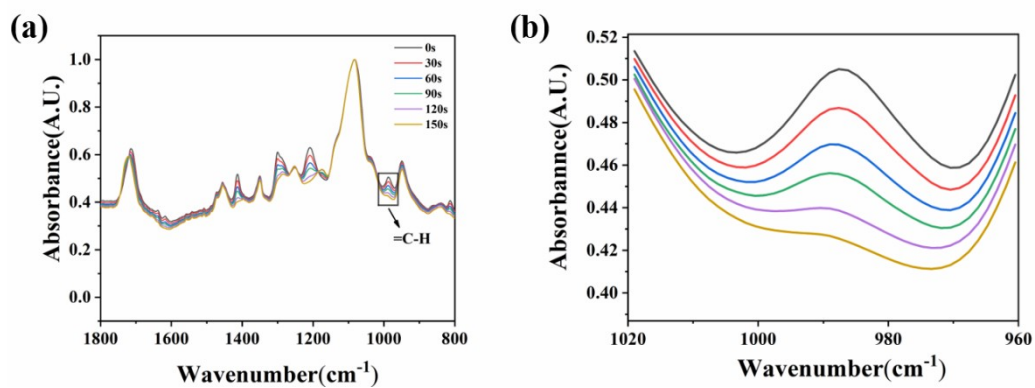 (a)
Absorbance(A.U.)
1.0
0.8
0.6
0.4
0.2
0.0
0s
30s
60s
90s
120s
150s
=C-H
1800 1600 1400 1200 1000 800
Wavenumber(cm-1)
(b)
Absorbannce(A.U.)
0.52
0.50
0.48
0.46
0.44
0.42
0.40
1020 1000 980 960
Wavenumber(cm-1)